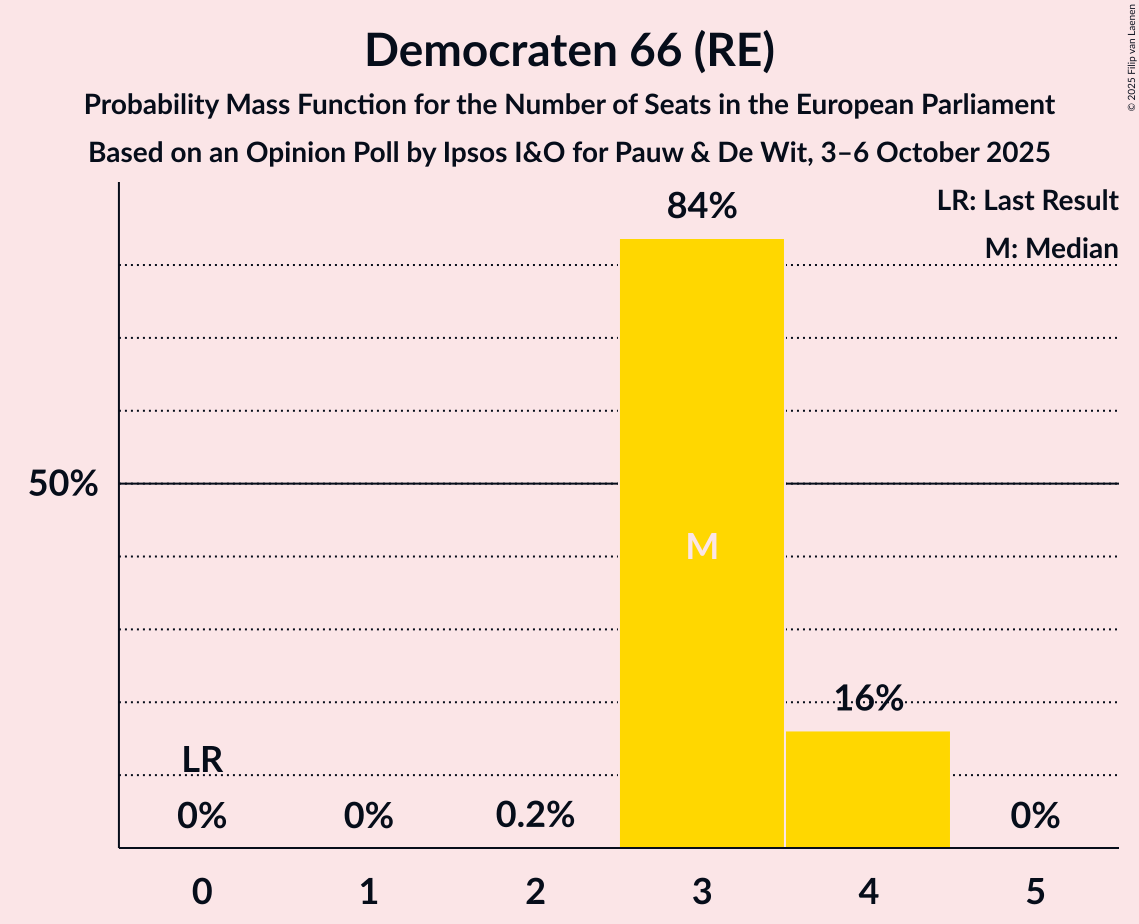 Democraten 66 (RE)
Probability Mass Function for the Number of Seats in the European Parliament
Based on an Opinion Poll by Ipsos I&O for Pauw & De Wit, 3–6 October 2025
© 2025 Filip van Laenen
LR: Last Result
M: Median
84%
50%
M
16%
LR
0%
0%
0.2%
0%
0
1
2
3
4
5